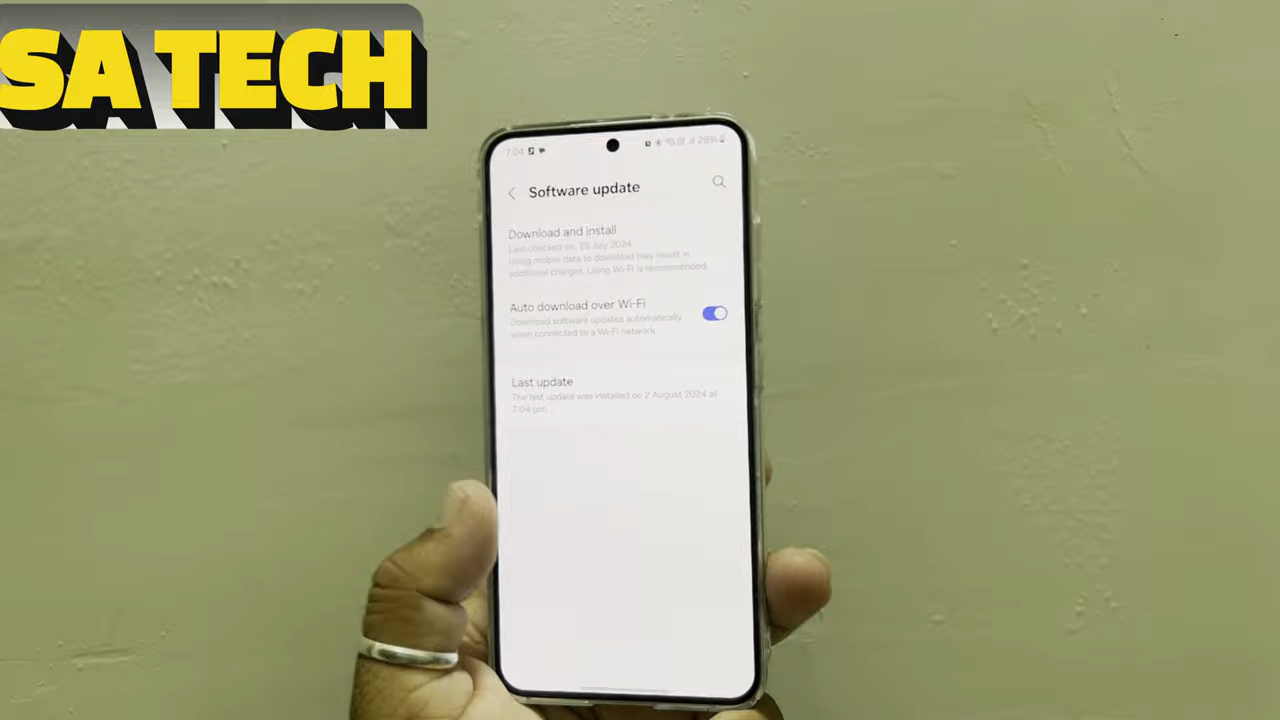 SA TECH
7:04 28%
Software update
Download and install
Last checked on 29 July 2024
Using mobile data to download may result in
additional charges. Using Wi-Fi is recommended.
Auto download over Wi-Fi
Download software updates automatically
when connected to a Wi-Fi network.
Last update
The last update was installed on 2 August 2024 at
7:04 pm.